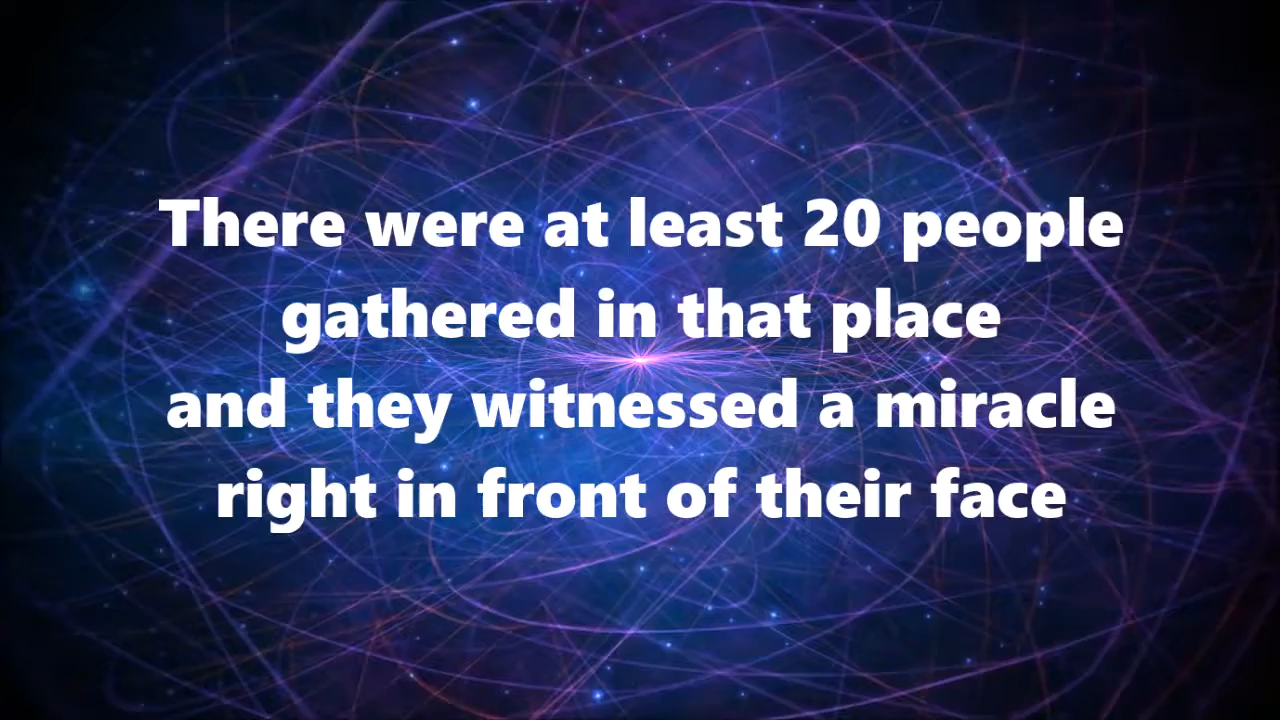 There were at least 20 people
gathered in that place
and they witnessed a miracle
right in front of their face